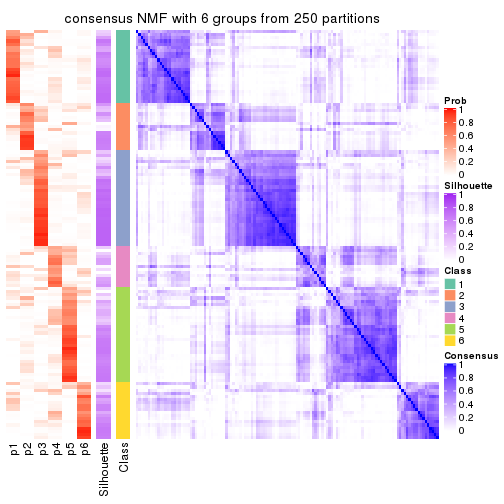 consensus NMF with 6 groups from 250 partitions
Prob
1
0.8
0.6
0.4
0.2
0
Silhouette
1
0.8
0.6
0.4
0.2
0
Class
1
2
3
4
5
6
Consensus
1
0.8
0.6
0.4
0.2
0
p1
p2
p3
p4
p5
p6
Silhouette
Class